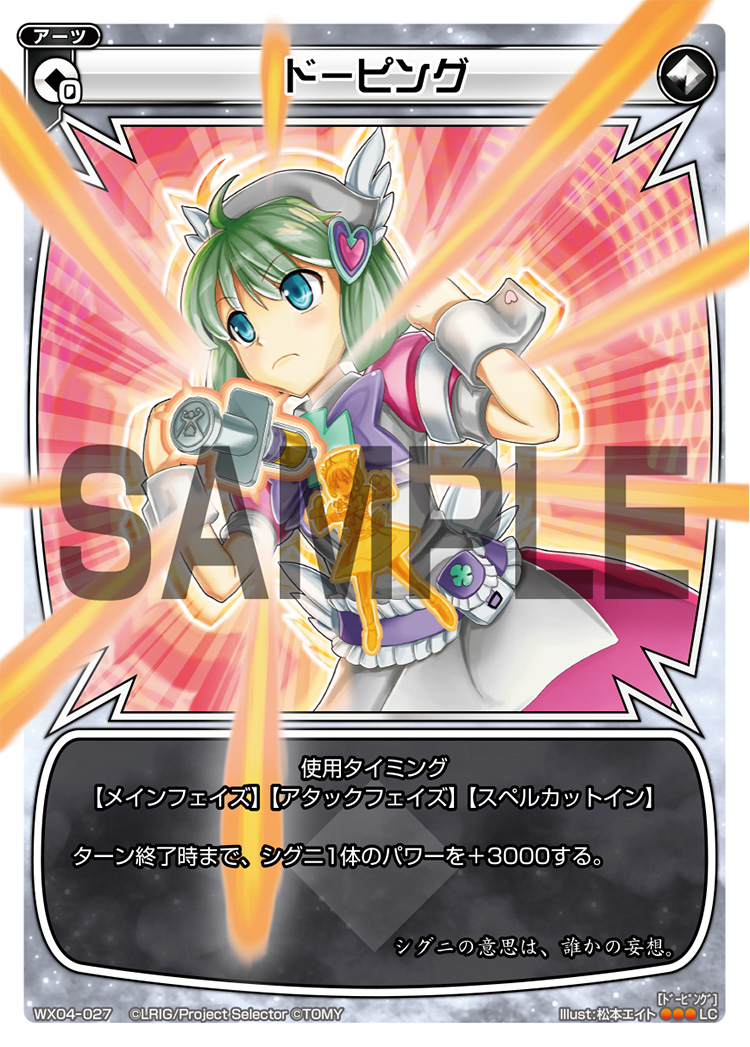 アーツ
ドーピング
0
SAMPLE
使用タイミング
【メインフェイズ】【アタックフェイズ】【スペルカットイン】
ターン終了時まで、シグニ1体のパワーを＋3000する。
シグニの意思は、誰かの妄想。
[ﾄﾞｰﾋﾟﾝｸﾞ]
WX04-027 ©LRIG/Project Selector ©TOMY Illust:松本エイト LC